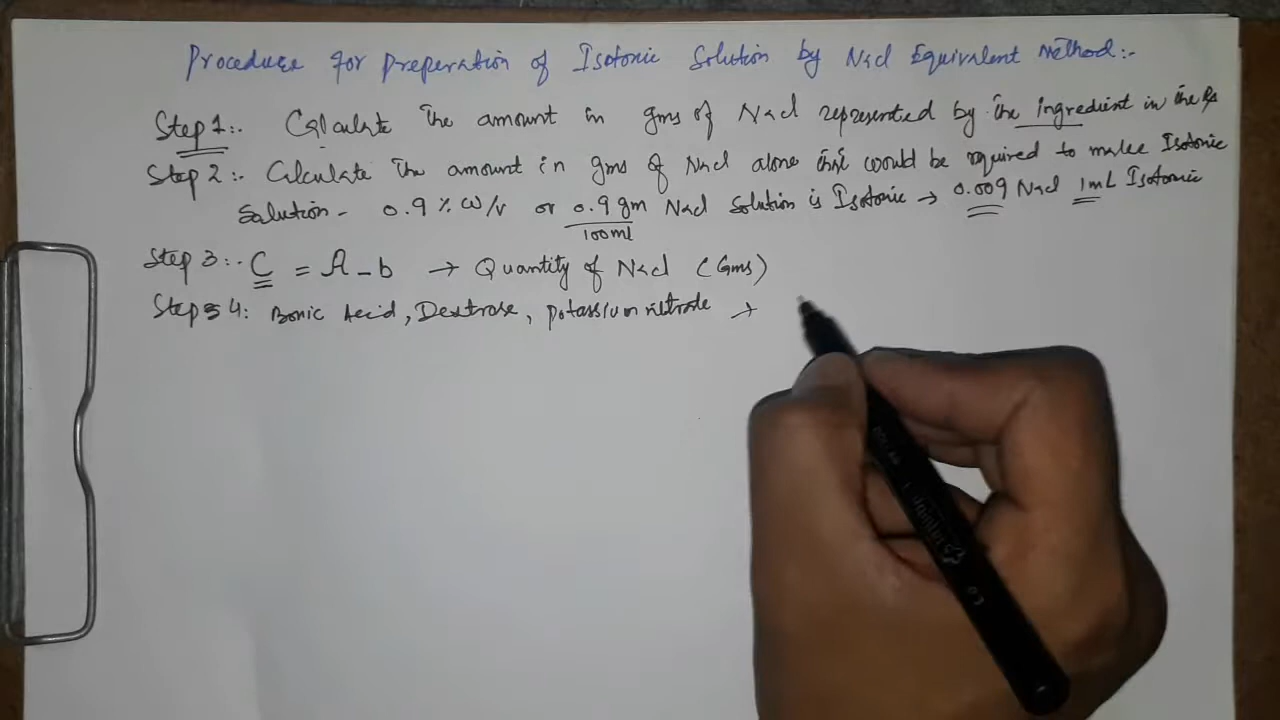 Procedure for Preperation of Isotonic Solution by Nacl Equivalent Method:-
Step 1:- Calculate The amount in gms of Nacl represented by the ingredient in the Rx
Step 2:- Calculate The amount in gms of Nacl alone that would be required to make Isotonic
Solution - 0.9 % W/V or 0.9 gm Nacl Solution is Isotonic → 0.009 Nacl 1mL Isotonic
100ml
Step 3:- C = A - b → Quantity of Nacl (Gms)
Step 4: Boric Acid, Dextrose, potassium nitrate →